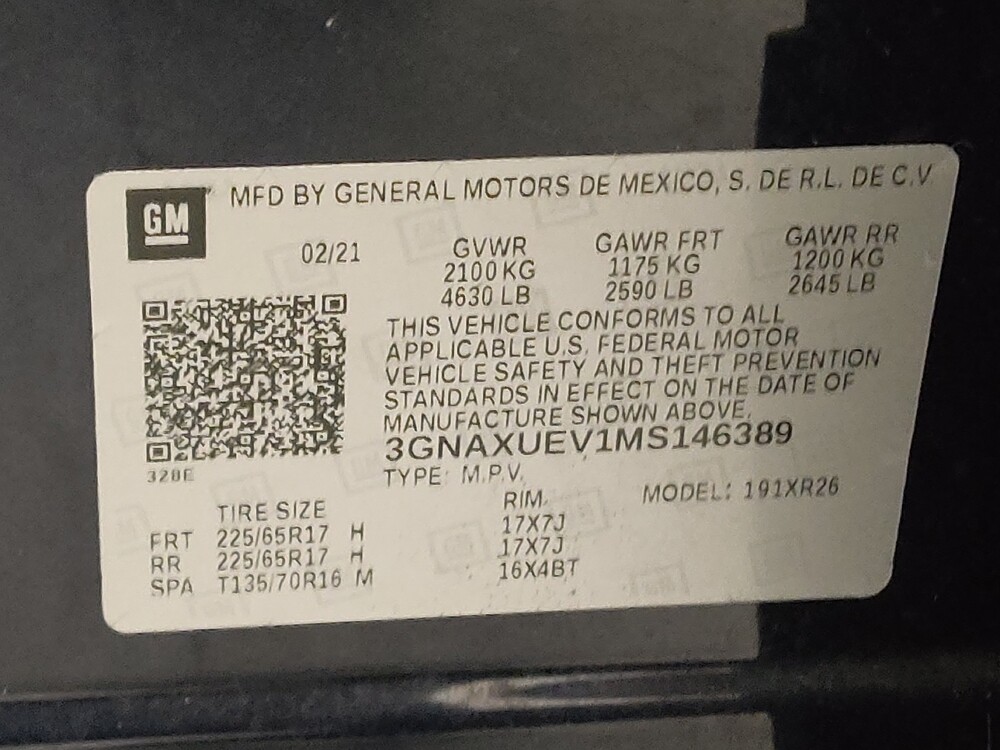 GM MFD BY GENERAL MOTORS DE MEXICO, S. DE R.L. DE C.V.
02/21 GVWR GAWR FRT GAWR RR
2100 KG 1175 KG 1200 KG
4630 LB 2590 LB 2645 LB
THIS VEHICLE CONFORMS TO ALL
APPLICABLE U.S. FEDERAL MOTOR
VEHICLE SAFETY AND THEFT PREVENTION
STANDARDS IN EFFECT ON THE DATE OF
MANUFACTURE SHOWN ABOVE.
3GNAXUEV1MS146389
328E
TYPE: M.P.V. MODEL: 191XR26
TIRE SIZE RIM
FRT 225/65R17 H 17X7J
RR 225/65R17 H 17X7J
SPA T135/70R16 M 16X4BT